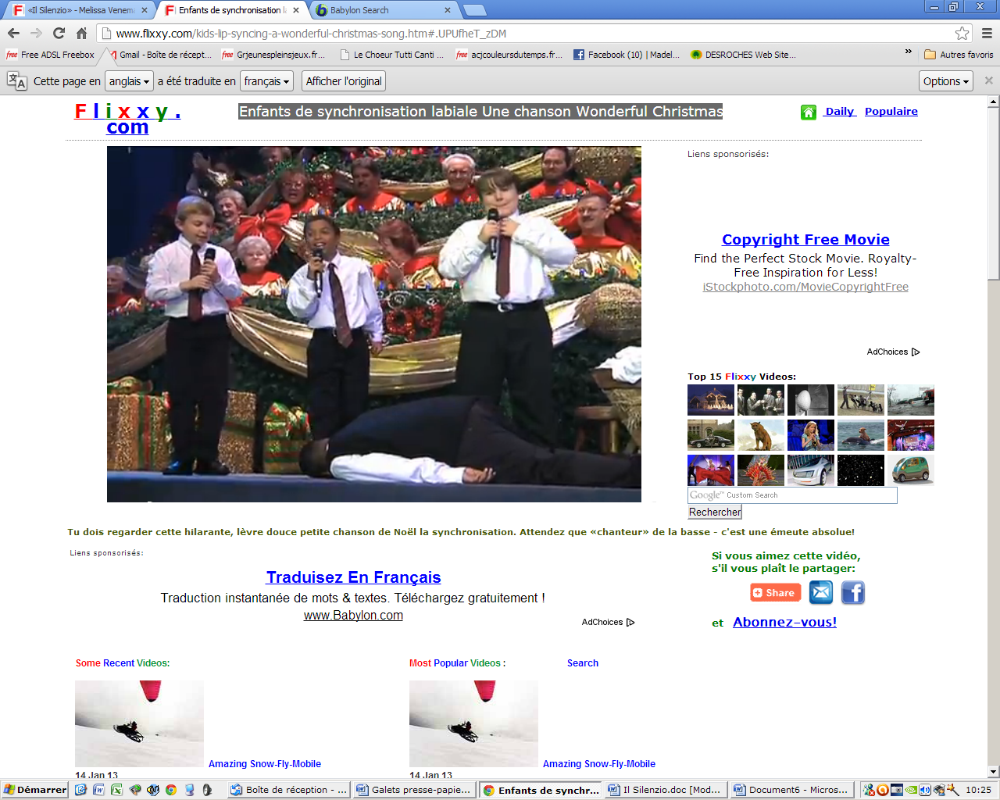 «Il Silenzio» - Melissa Venema
Enfants de synchronisation la
Babylon Search
www.flixxy.com/kids-lip-syncing-a-wonderful-christmas-song.htm#.UPUfheT_zDM
Free ADSL Freebox
Gmail - Boîte de récept...
Grjeunespleinsjeux.fr...
Le Choeur Tutti Canti ...
acjcouleursdutemps.fr...
Facebook (10) | Madel...
DESROCHES Web Site...
»
Autres favoris
Cette page en anglais a été traduite en français Afficher l'original
Options
Flixxy.
com
Enfants de synchronisation labiale Une chanson Wonderful Christmas
Daily Populaire
Liens sponsorisés:
Copyright Free Movie
Find the Perfect Stock Movie. Royalty-
Free Inspiration for Less!
iStockphoto.com/MovieCopyrightFree
AdChoices
Top 15 Flixxy Videos:
Google™ Custom Search
Rechercher
Tu dois regarder cette hilarante, lèvre douce petite chanson de Noël la synchronisation. Attendez que «chanteur» de la basse - c'est une émeute absolue!
Liens sponsorisés:
Traduisez En Français
Traduction instantanée de mots & textes. Téléchargez gratuitement !
www.Babylon.com
AdChoices
Si vous aimez cette vidéo,
s'il vous plaît le partager:
Share
et Abonnez-vous!
Some Recent Videos:
Most Popular Videos :
Search
Amazing Snow-Fly-Mobile
14 Jan 13
Amazing Snow-Fly-Mobile
14 Jan 13
Démarrer
Boîte de réception - ...
Galets presse-papie...
Enfants de synchr...
Il Silenzio.doc [Mod...
Document6 - Micros...
10:25